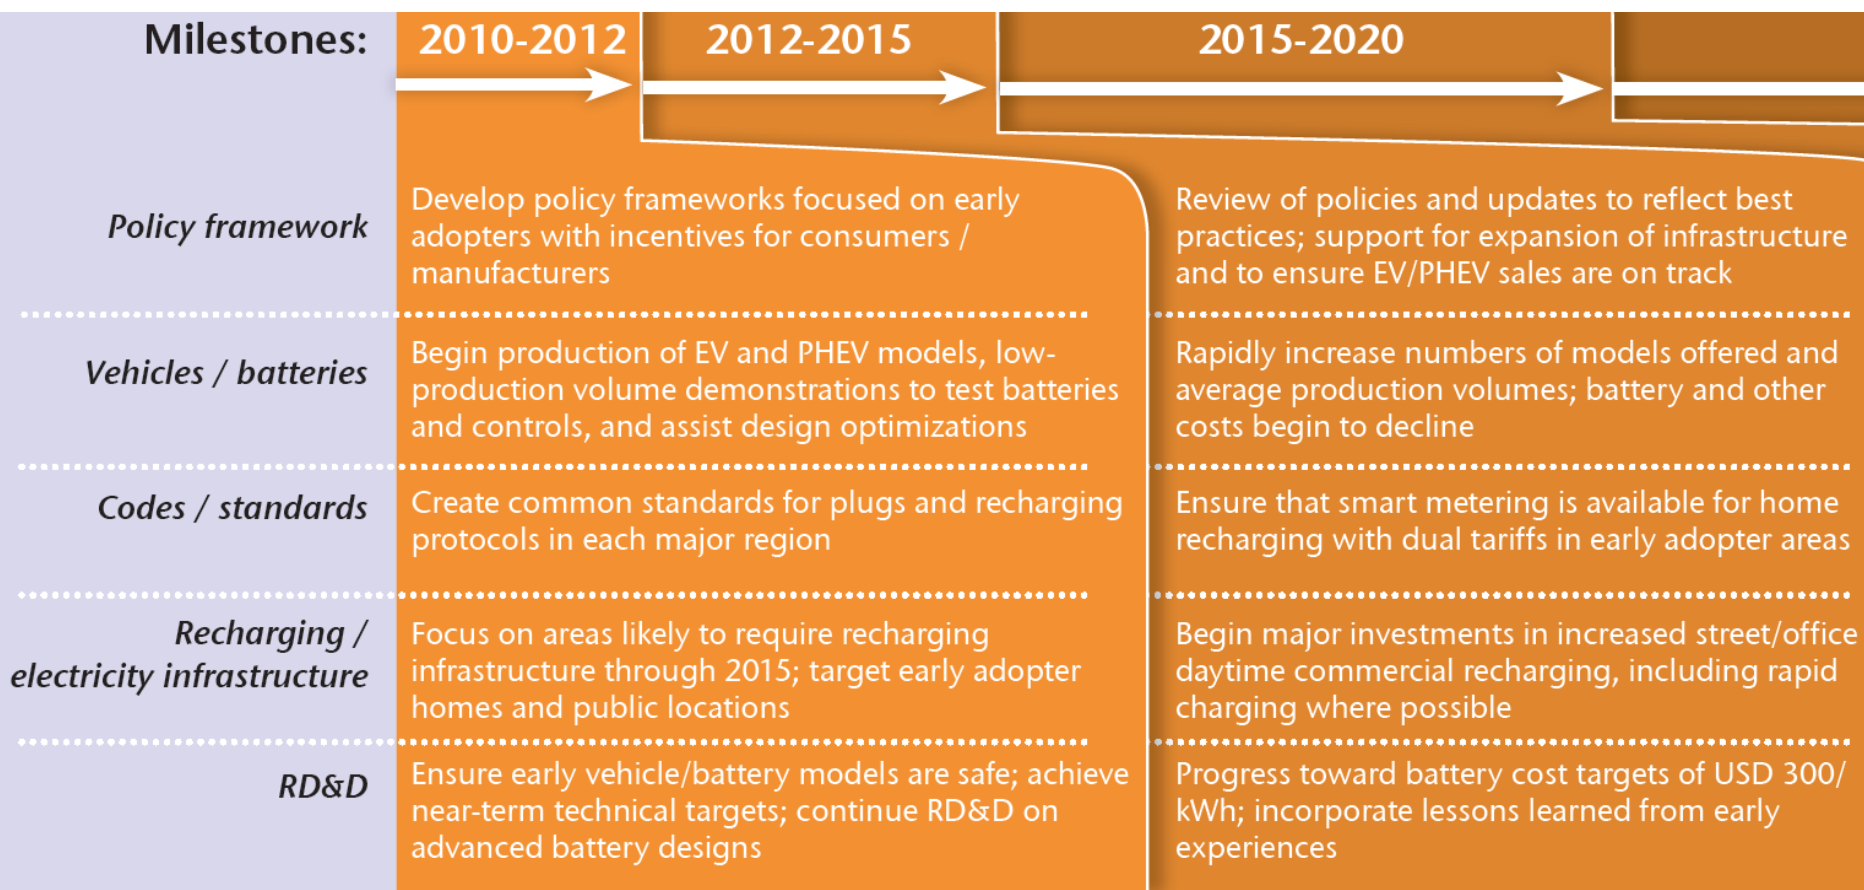 Milestones: 2010-2012 2012-2015 2015-2020
Policy framework
Develop policy frameworks focused on early
adopters with incentives for consumers /
manufacturers
Review of policies and updates to reflect best
practices; support for expansion of infrastructure
and to ensure EV/PHEV sales are on track
Vehicles / batteries
Begin production of EV and PHEV models, low-
production volume demonstrations to test batteries
and controls, and assist design optimizations
Rapidly increase numbers of models offered and
average production volumes; battery and other
costs begin to decline
Codes / standards
Create common standards for plugs and recharging
protocols in each major region
Ensure that smart metering is available for home
recharging with dual tariffs in early adopter areas
Recharging /
electricity infrastructure
Focus on areas likely to require recharging
infrastructure through 2015; target early adopter
homes and public locations
Begin major investments in increased street/office
daytime commercial recharging, including rapid
charging where possible
RD&D
Ensure early vehicle/battery models are safe; achieve
near-term technical targets; continue RD&D on
advanced battery designs
Progress toward battery cost targets of USD 300/
kWh; incorporate lessons learned from early
experiences